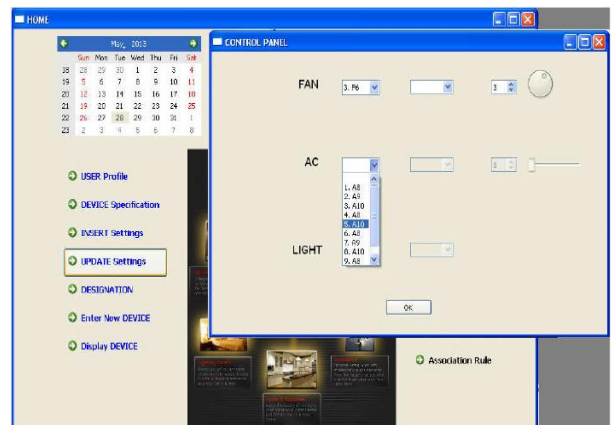 HOME
May, 2013
Sun Mon Tue Wed Thu Fri Sat
18 28 29 30 1 2 3 4
19 5 6 7 8 9 10 11
20 12 13 14 15 16 17 18
21 19 20 21 22 23 24 25
22 26 27 28 29 30 31 1
23 2 3 4 5 6 7 8
USER Profile
DEVICE Specification
INSERT Settings
UPDATE Settings
DESIGNATION
Enter New DEVICE
Display DEVICE
CONTROL PANEL
FAN 3. F6 3
AC
1. A8
2. A9
3. A10
4. A8
5. A10
6. A8
7. A9
8. A10
9. A8
LIGHT
OK
Association Rule